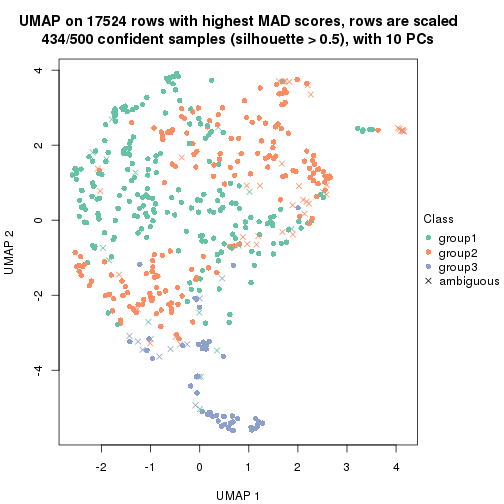 UMAP on 17524 rows with highest MAD scores, rows are scaled
434/500 confident samples (silhouette > 0.5), with 10 PCs
4
2
0
-2
-4
UMAP 2
-2
-1
0
1
2
3
4
UMAP 1
Class
group1
group2
group3
ambiguous